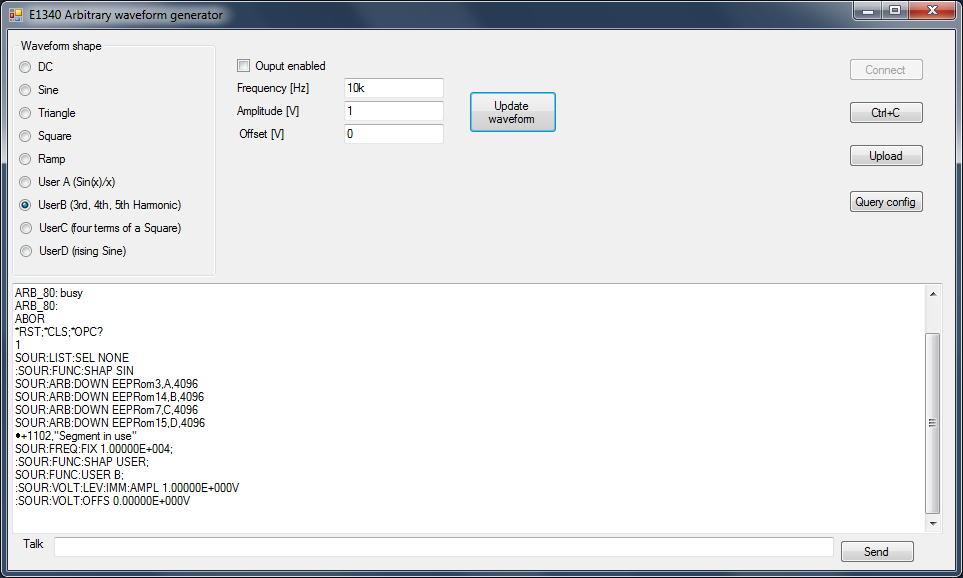 E1340 Arbitrary waveform generator
Waveform shape
DC
Sine
Triangle
Square
Ramp
User A (Sin(x)/x)
UserB (3rd, 4th, 5th Harmonic)
UserC (four terms of a Square)
UserD (rising Sine)
Ouput enabled
Frequency [Hz] 10k
Amplitude [V] 1
Offset [V] 0
Update
waveform
Connect
Ctrl+C
Upload
Query config
ARB_80: busy
ARB_80:
ABOR
*RST;*CLS;*OPC?
1
SOUR:LIST:SEL NONE
:SOUR:FUNC:SHAP SIN
SOUR:ARB:DOWN EEPRom3,A,4096
SOUR:ARB:DOWN EEPRom14,B,4096
SOUR:ARB:DOWN EEPRom7,C,4096
SOUR:ARB:DOWN EEPRom15,D,4096
♦+1102,"Segment in use"
SOUR:FREQ:FIX 1.00000E+004;
:SOUR:FUNC:SHAP USER;
SOUR:FUNC:USER B;
:SOUR:VOLT:LEV:IMM:AMPL 1.00000E+000V
:SOUR:VOLT:OFFS 0.00000E+000V
Talk
Send